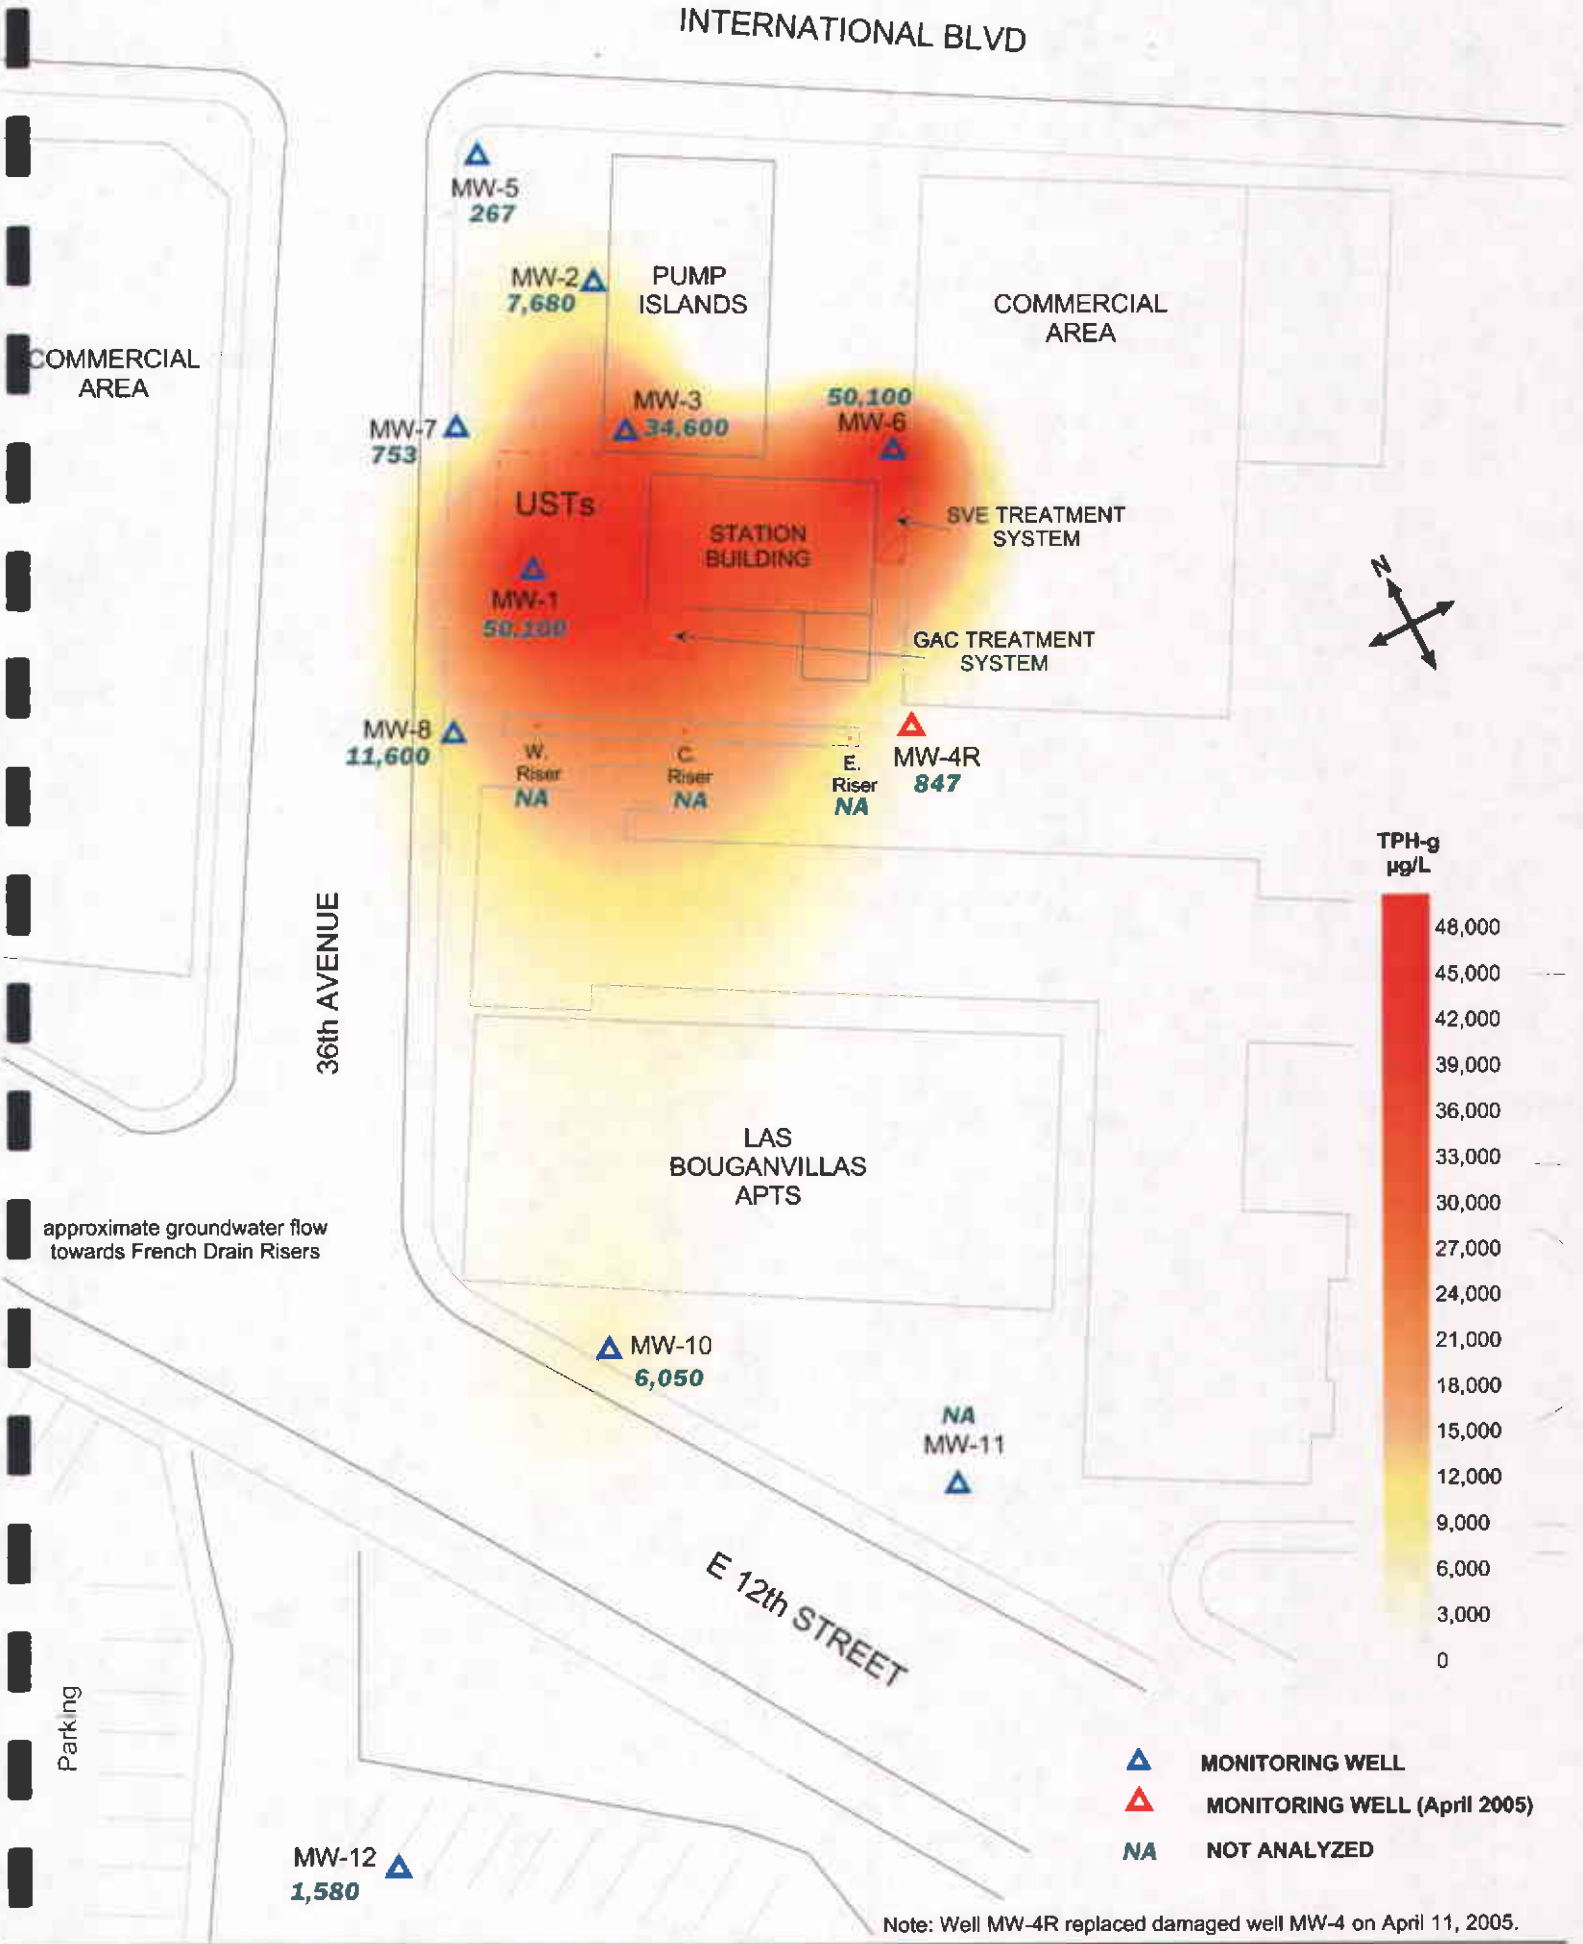 INTERNATIONAL BLVD
MW-5
267
MW-2
7,680
PUMP
ISLANDS
COMMERCIAL
AREA
COMMERCIAL
AREA
MW-7
753
MW-3
34,600
50,100
MW-6
USTs
STATION
BUILDING
SVE TREATMENT
SYSTEM
MW-1
50,100
GAC TREATMENT
SYSTEM
N
MW-8
11,600
W.
Riser
NA
C.
Riser
NA
E.
Riser
NA
MW-4R
847
36th AVENUE
LAS
BOUGANVILLAS
APTS
approximate groundwater flow
towards French Drain Risers
MW-10
6,050
NA
MW-11
E 12th STREET
Parking
MW-12
1,580
TPH-g
µg/L
48,000
45,000
42,000
39,000
36,000
33,000
30,000
27,000
24,000
21,000
18,000
15,000
12,000
9,000
6,000
3,000
0
MONITORING WELL
MONITORING WELL (April 2005)
NA NOT ANALYZED
Note: Well MW-4R replaced damaged well MW-4 on April 11, 2005.